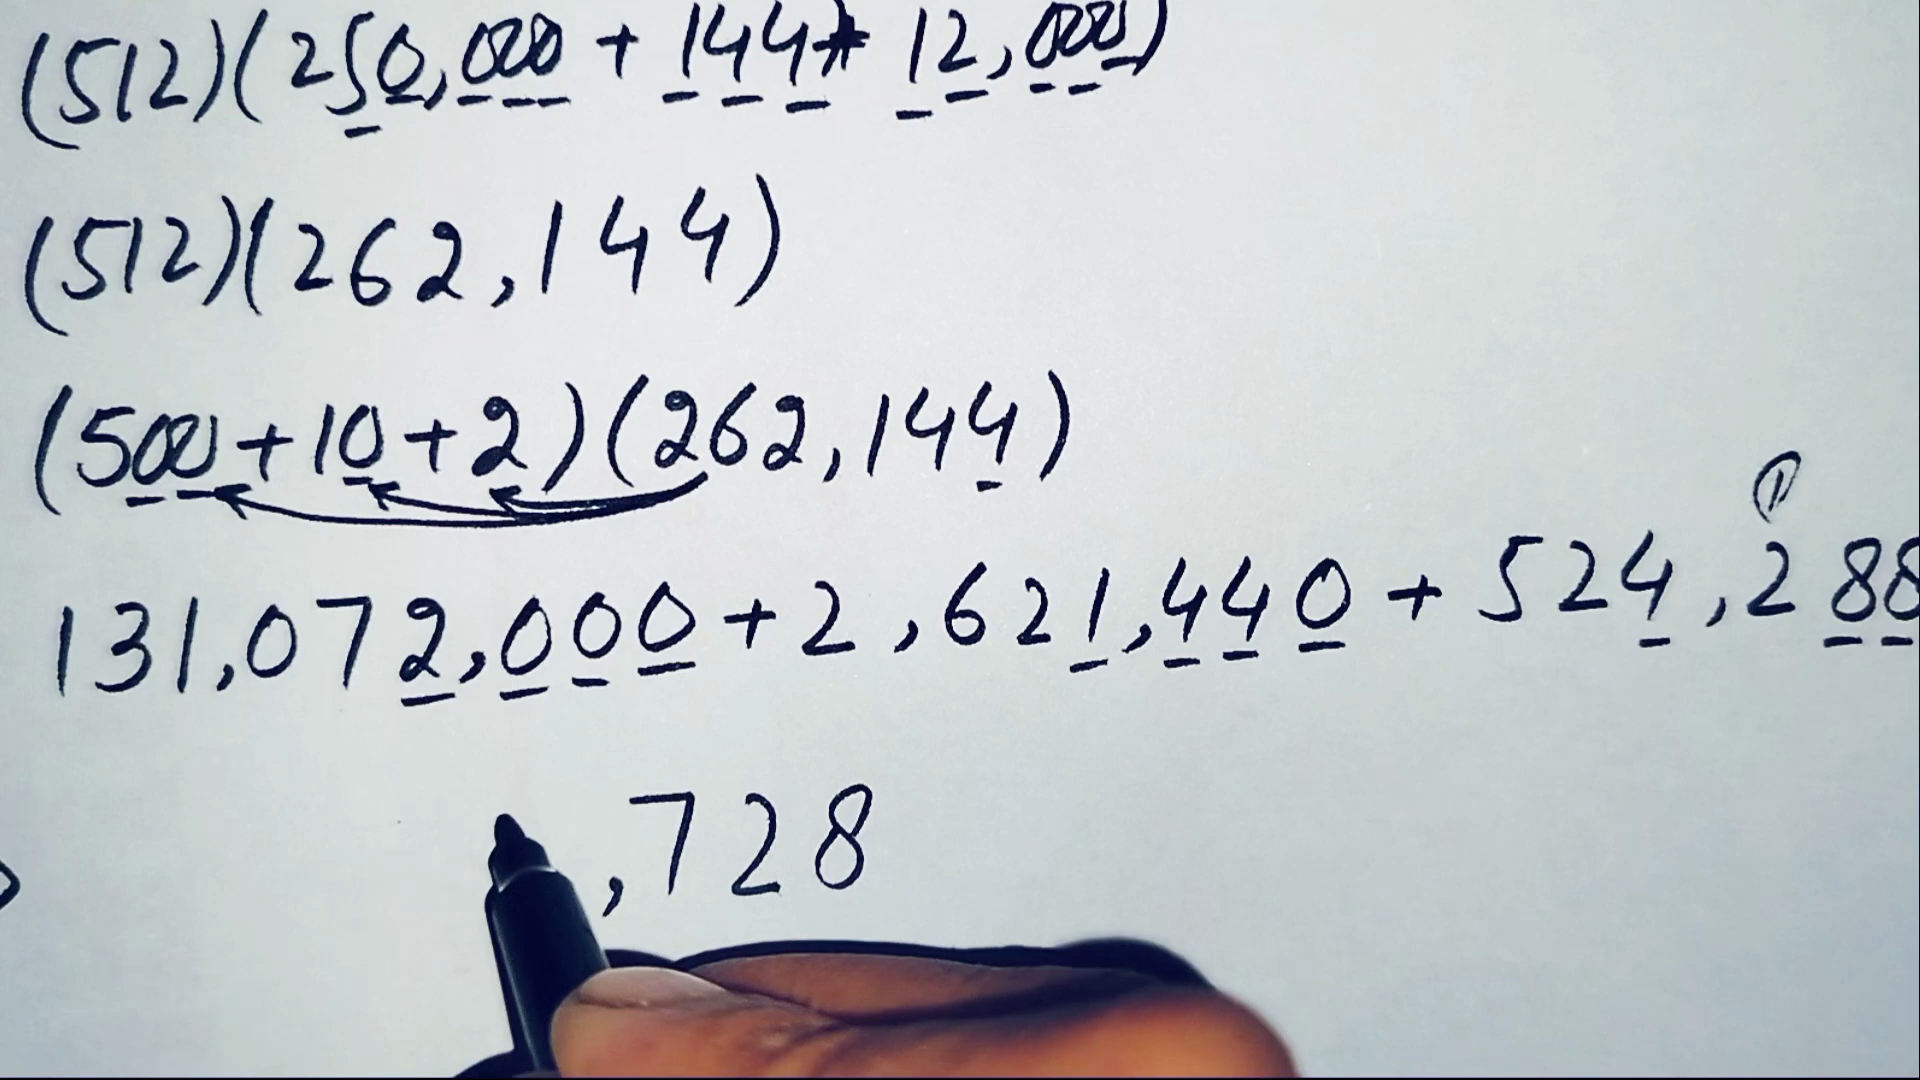 (512)(250,000 + 144 + 12,000)
(512)(262,144)
(500+10+2)(262,144)
1
131,072,000 + 2,621,440 + 524,288
,728